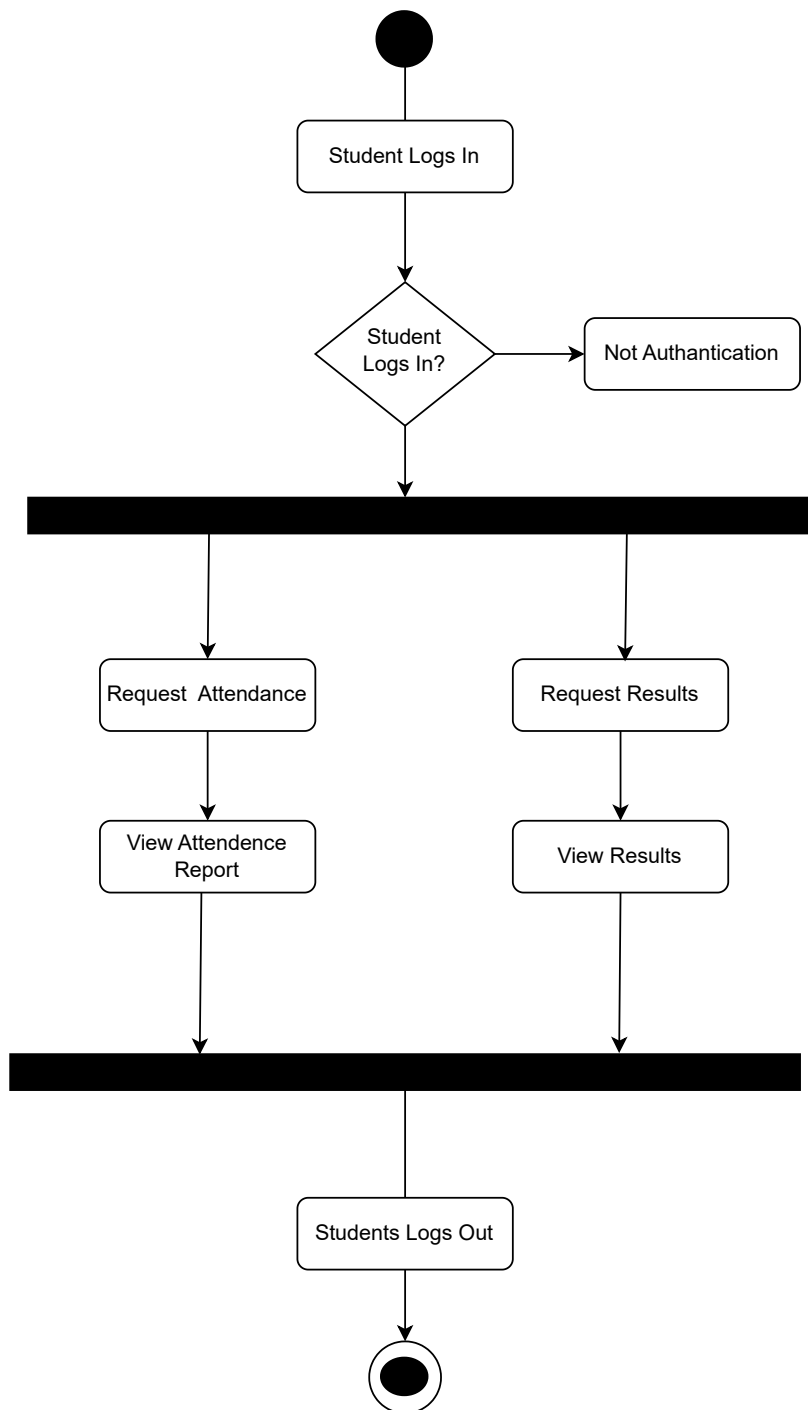 Student Logs In
Student
Logs In?
Not Authantication
Request  Attendance
Request Results
View Attendence
Report
View Results
Students Logs Out